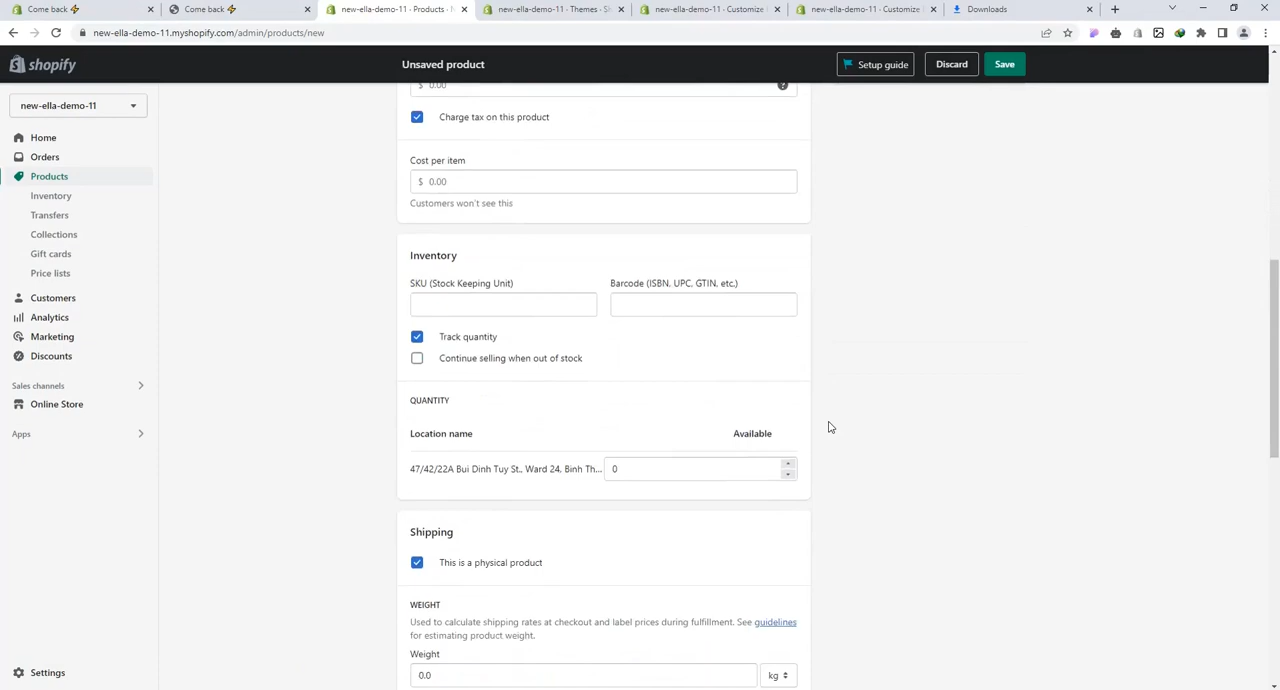 Come back ⚡
Come back ⚡
new-ella-demo-11 · Products · N
new-ella-demo-11 · Themes · Sh
new-ella-demo-11 · Customize
new-ella-demo-11 · Customize
Downloads
new-ella-demo-11.myshopify.com/admin/products/new
shopify
Unsaved product
Setup guide
Discard
Save
new-ella-demo-11
Home
Orders
Products
Inventory
Transfers
Collections
Gift cards
Price lists
Customers
Analytics
Marketing
Discounts
Sales channels
Online Store
Apps
Settings
$ 0.00
Charge tax on this product
Cost per item
$ 0.00
Customers won't see this
Inventory
SKU (Stock Keeping Unit)
Barcode (ISBN, UPC, GTIN, etc.)
Track quantity
Continue selling when out of stock
QUANTITY
Location name
Available
47/42/22A Bui Dinh Tuy St., Ward 24, Binh Th...
0
Shipping
This is a physical product
WEIGHT
Used to calculate shipping rates at checkout and label prices during fulfillment. See guidelines
for estimating product weight.
Weight
0.0
kg